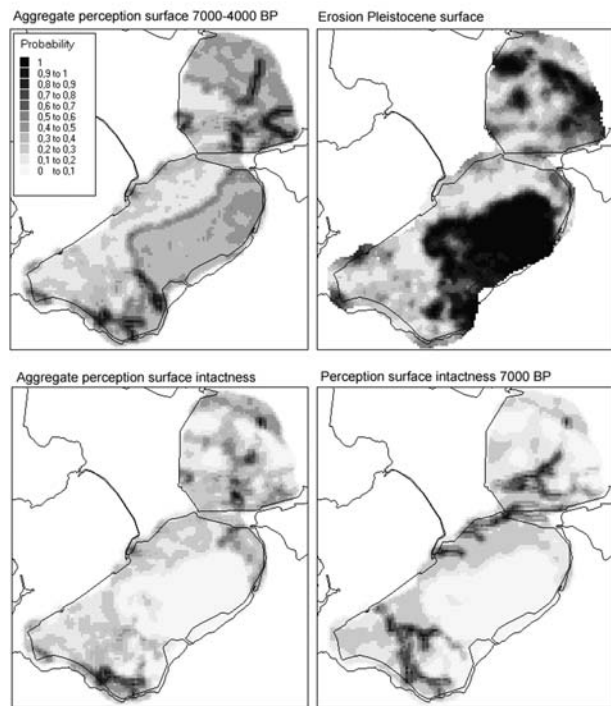 Aggregate perception surface 7000-4000 BP
Erosion Pleistocene surface
Probability
1
0,9 to 1
0,8 to 0,9
0,7 to 0,8
0,6 to 0,7
0,5 to 0,6
0,4 to 0,5
0,3 to 0,4
0,2 to 0,3
0,1 to 0,2
0 to 0,1
Aggregate perception surface intactness
Perception surface intactness 7000 BP